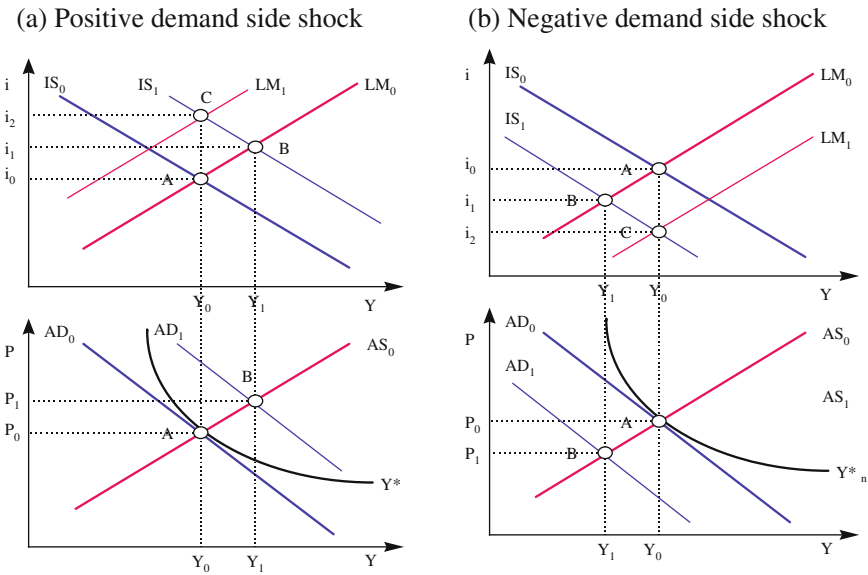 (a) Positive demand side shock
i IS₀ IS₁ C LM₁ LM₀
i₂
i₁ B
i₀ A
Y₀ Y₁ Y
P AD₀ AD₁ AS₀
P₁ B
P₀ A
Y*
Y₀ Y₁ Y
(b) Negative demand side shock
i IS₀ LM₀
IS₁ LM₁
i₀ A
i₁ B
i₂ C
Y₁ Y₀ Y
P AD₀ AS₀
AD₁ AS₁
P₀ A
P₁ B
Y*ₙ
Y₁ Y₀ Y